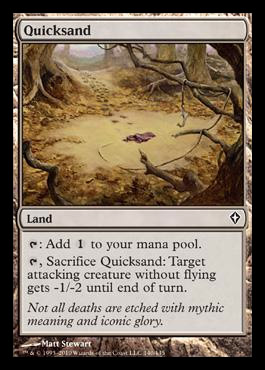 Quicksand
Land
: Add 1 to your mana pool.
, Sacrifice Quicksand: Target
attacking creature without flying
gets -1/-2 until end of turn.
Not all deaths are etched with mythic
meaning and iconic glory.
Matt Stewart
™ & © 1993–2010 Wizards of the Coast LLC 140/145